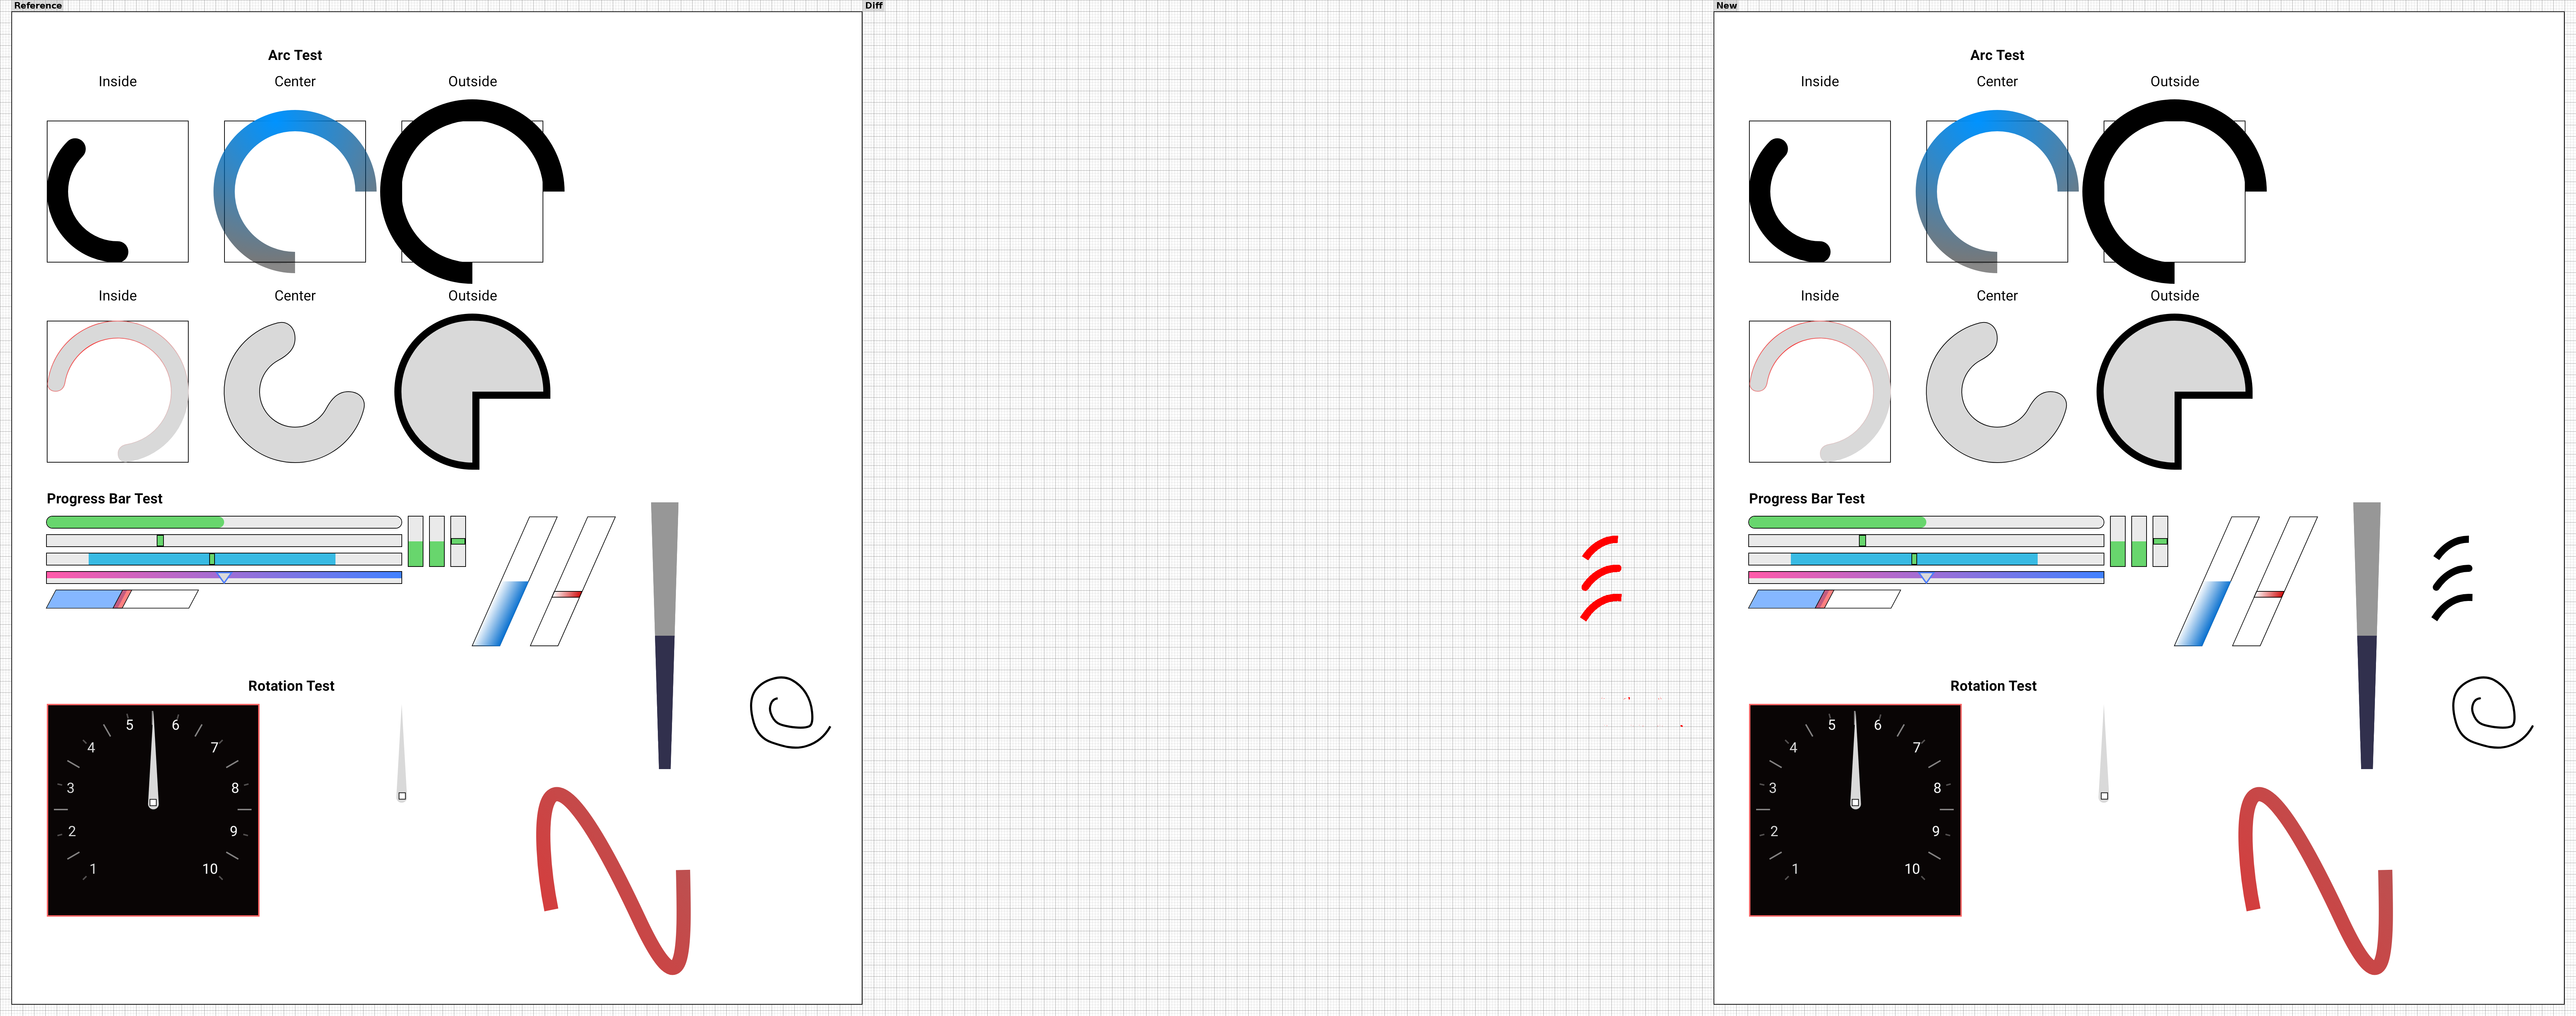 Reference
Diff
New
Arc Test
Inside Center Outside
Inside Center Outside
Progress Bar Test
Rotation Test
5 6
4 7
3 8
2 9
1 10
Arc Test
Inside Center Outside
Inside Center Outside
Progress Bar Test
Rotation Test
5 6
4 7
3 8
2 9
1 10